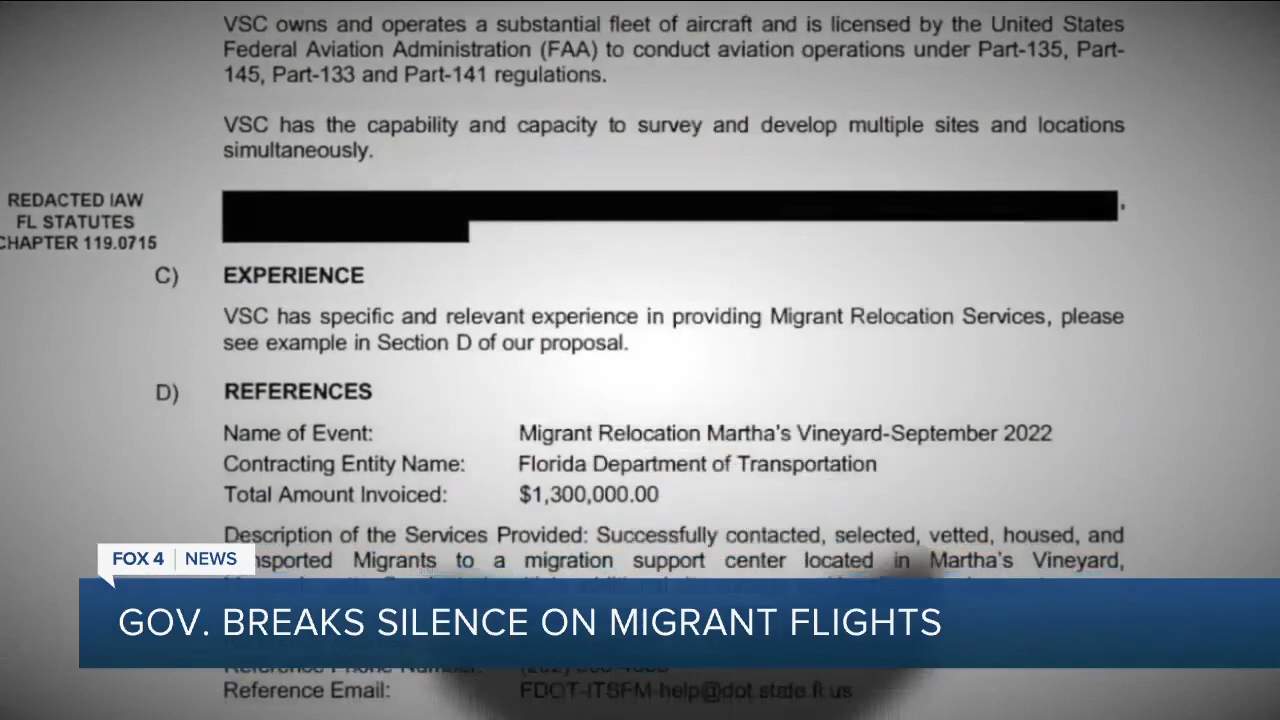 VSC owns and operates a substantial fleet of aircraft and is licensed by the United States
Federal Aviation Administration (FAA) to conduct aviation operations under Part-135, Part-
145, Part-133 and Part-141 regulations.
VSC has the capability and capacity to survey and develop multiple sites and locations
simultaneously.
REDACTED IAW
FL STATUTES
CHAPTER 119.0715
C) EXPERIENCE
VSC has specific and relevant experience in providing Migrant Relocation Services, please
see example in Section D of our proposal.
D) REFERENCES
Name of Event: Migrant Relocation Martha's Vineyard-September 2022
Contracting Entity Name: Florida Department of Transportation
Total Amount Invoiced: $1,300,000.00
Description of the Services Provided: Successfully contacted, selected, vetted, housed, and
nsported Migrants to a migration support center located in Martha's Vineyard,
FOX 4 NEWS
GOV. BREAKS SILENCE ON MIGRANT FLIGHTS
Reference Phone Number:
Reference Email: FDOT-ITSFM-help@dot.state.fl.us